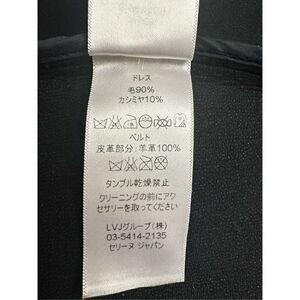 ドレス
毛90%
カシミヤ10%
ベルト
皮革部分:羊革100%
タンブル乾燥禁止
クリーニングの前にアク
セサリーを取ってください
LVJグループ(株)
03-5414-2135
セリーヌ ジャパン